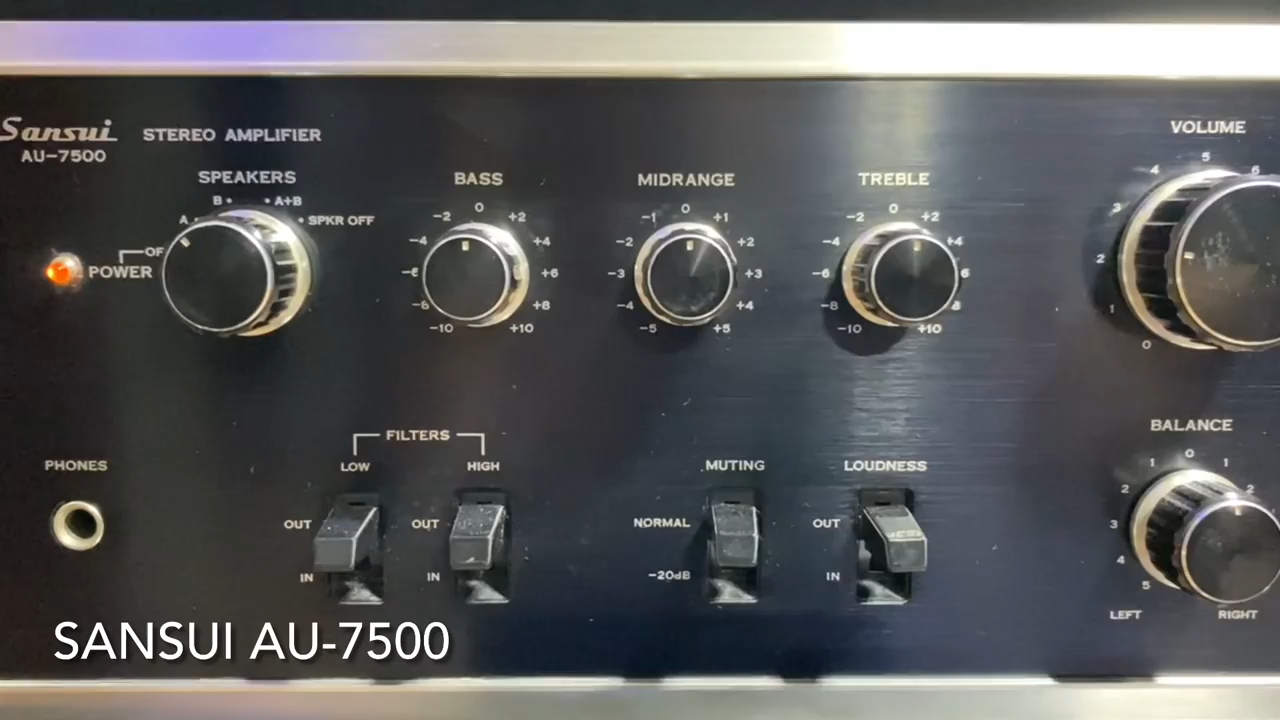 Sansui STEREO AMPLIFIER
AU-7500
VOLUME
SPEAKERS BASS MIDRANGE TREBLE
A B A+B SPKR OFF
-10 -6 -4 -2 0 +2 +4 +6 +8 +10
-5 -4 -3 -2 -1 0 +1 +2 +3 +4 +5
-10 -8 -6 -4 -2 0 +2 +4 6 8 +10
0 1 2 3 4 5 6
OF
POWER
FILTERS
BALANCE
PHONES LOW HIGH MUTING LOUDNESS
5 4 3 2 1 0 1 2
OUT OUT NORMAL OUT
IN IN -20dB IN
LEFT RIGHT
SANSUI AU-7500